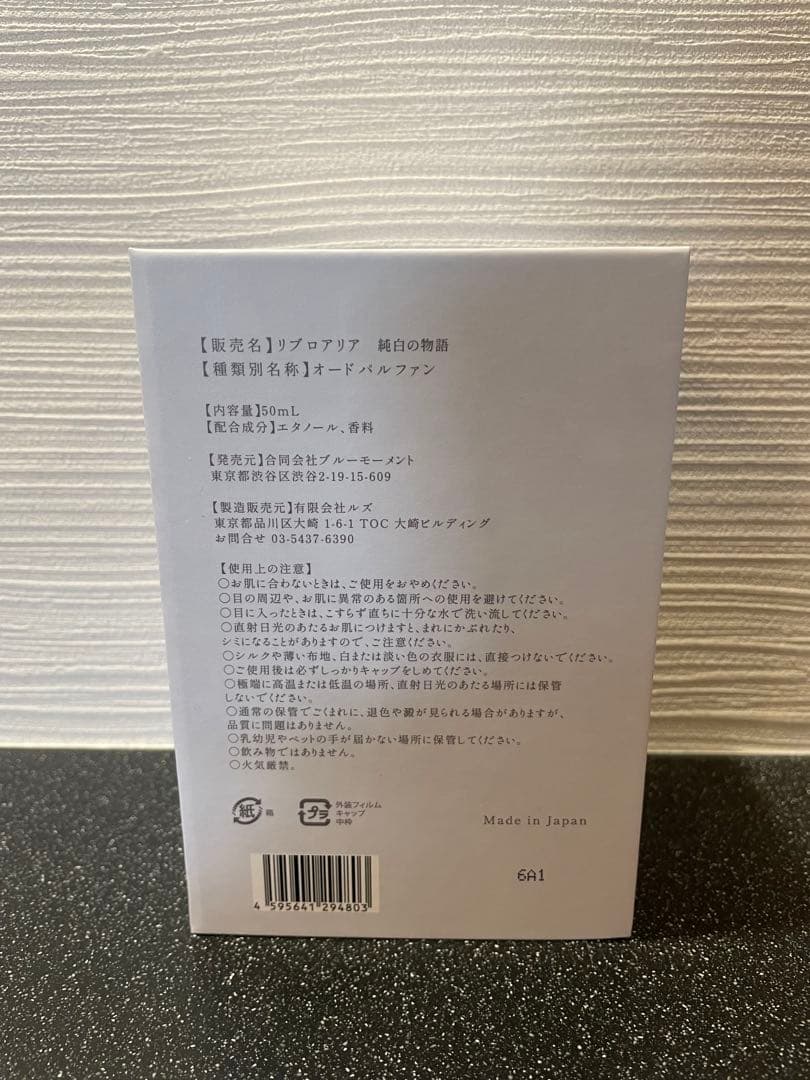 【販売名】リブロアリア 純白の物語
【種類別名称】オードパルファン
【内容量】50mL
【配合成分】エタノール、香料
【発売元】合同会社ブルーモーメント
東京都渋谷区渋谷2-19-15-609
【製造販売元】有限会社ルズ
東京都品川区大崎 1-6-1 TOC 大崎ビルディング
お問合せ 03-5437-6390
【使用上の注意】
○お肌に合わないときは、ご使用をおやめください。
○目の周辺や、お肌に異常のある箇所への使用を避けてください。
○目に入ったときは、こすらず直ちに十分な水で洗い流してください。
○直射日光のあたるお肌につけますと、まれにかぶれたり、
シミになることがありますので、ご注意ください。
○シルクや薄い布地、白または淡い色の衣服には、直接つけないでください。
○ご使用後は必ずしっかりキャップをしめてください。
○極端に高温または低温の場所、直射日光のあたる場所には保管
しないでください。
○通常の保管でごくまれに、退色や澱が見られる場合がありますが、
品質に問題はありません。
○乳幼児やペットの手が届かない場所に保管してください。
○飲み物ではありません。
○火気厳禁。
紙 箱
プラ 外装フィルム
キャップ
中枠
Made in Japan
6A1
4 595641 294803